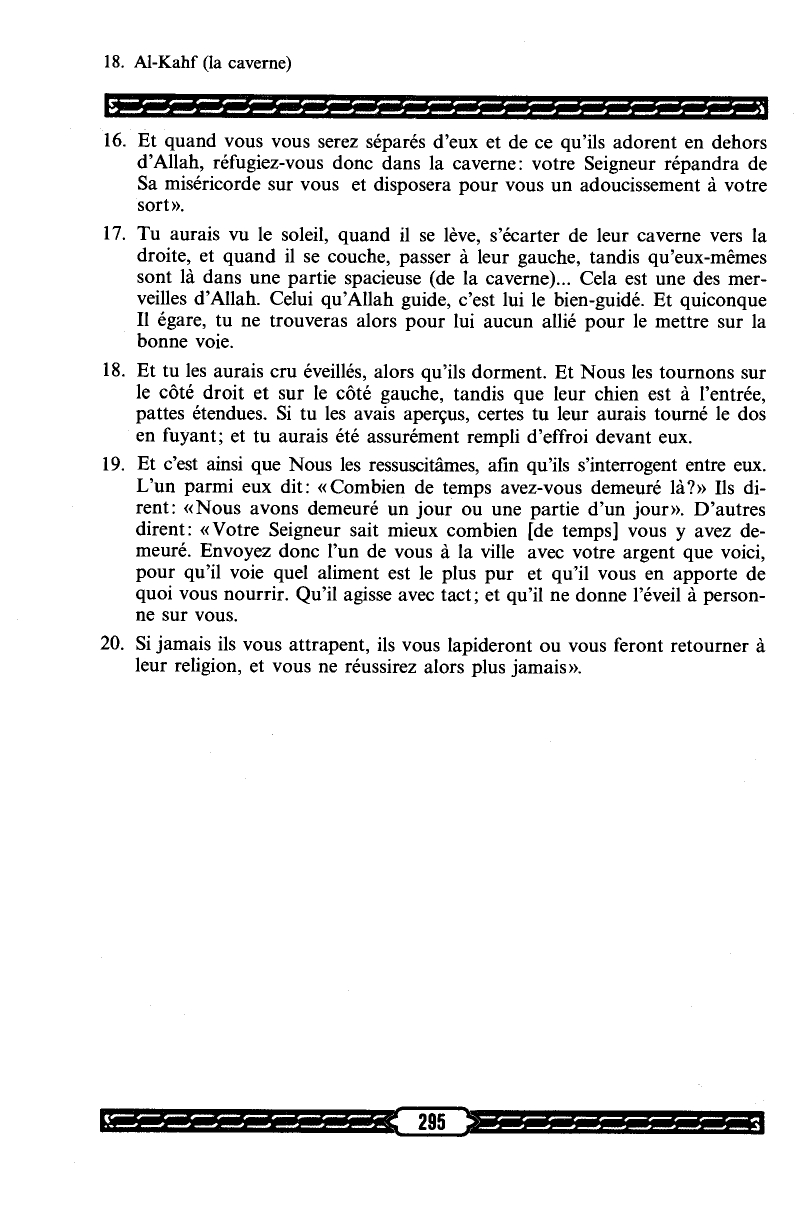 18. Al-Kahf (la caverne)
16. Et quand vous vous serez séparés d'eux et de ce qu'ils adorent en dehors
d'Allah, réfugiez-vous donc dans la caverne: votre Seigneur répandra de
Sa miséricorde sur vous et disposera pour vous un adoucissement à votre
sort».
17. Tu aurais vu le soleil, quand il se lève, s'écarter de leur caverne vers la
droite, et quand il se couche, passer à leur gauche, tandis qu'eux-mêmes
sont là dans une partie spacieuse (de la caverne)... Cela est une des mer-
veilles d'Allah. Celui qu'Allah guide, c'est lui le bien-guidé. Et quiconque
Il égare, tu ne trouveras alors pour lui aucun allié pour le mettre sur la
bonne voie.
18. Et tu les aurais cru éveillés, alors qu'ils dorment. Et Nous les tournons sur
le côté droit et sur le côté gauche, tandis que leur chien est à l'entrée,
pattes étendues. Si tu les avais aperçus, certes tu leur aurais tourné le dos
en fuyant; et tu aurais été assurément rempli d'effroi devant eux.
19. Et c'est ainsi que Nous les ressuscitâmes, afin qu'ils s'interrogent entre eux.
L'un parmi eux dit: «Combien de temps avez-vous demeuré là?» Ils di-
rent: «Nous avons demeuré un jour ou une partie d'un jour». D'autres
dirent: «Votre Seigneur sait mieux combien [de temps] vous y avez de-
meuré. Envoyez donc l'un de vous à la ville avec votre argent que voici,
pour qu'il voie quel aliment est le plus pur et qu'il vous en apporte de
quoi vous nourrir. Qu'il agisse avec tact; et qu'il ne donne l'éveil à person-
ne sur vous.
20. Si jamais ils vous attrapent, ils vous lapideront ou vous feront retourner à
leur religion, et vous ne réussirez alors plus jamais».
295